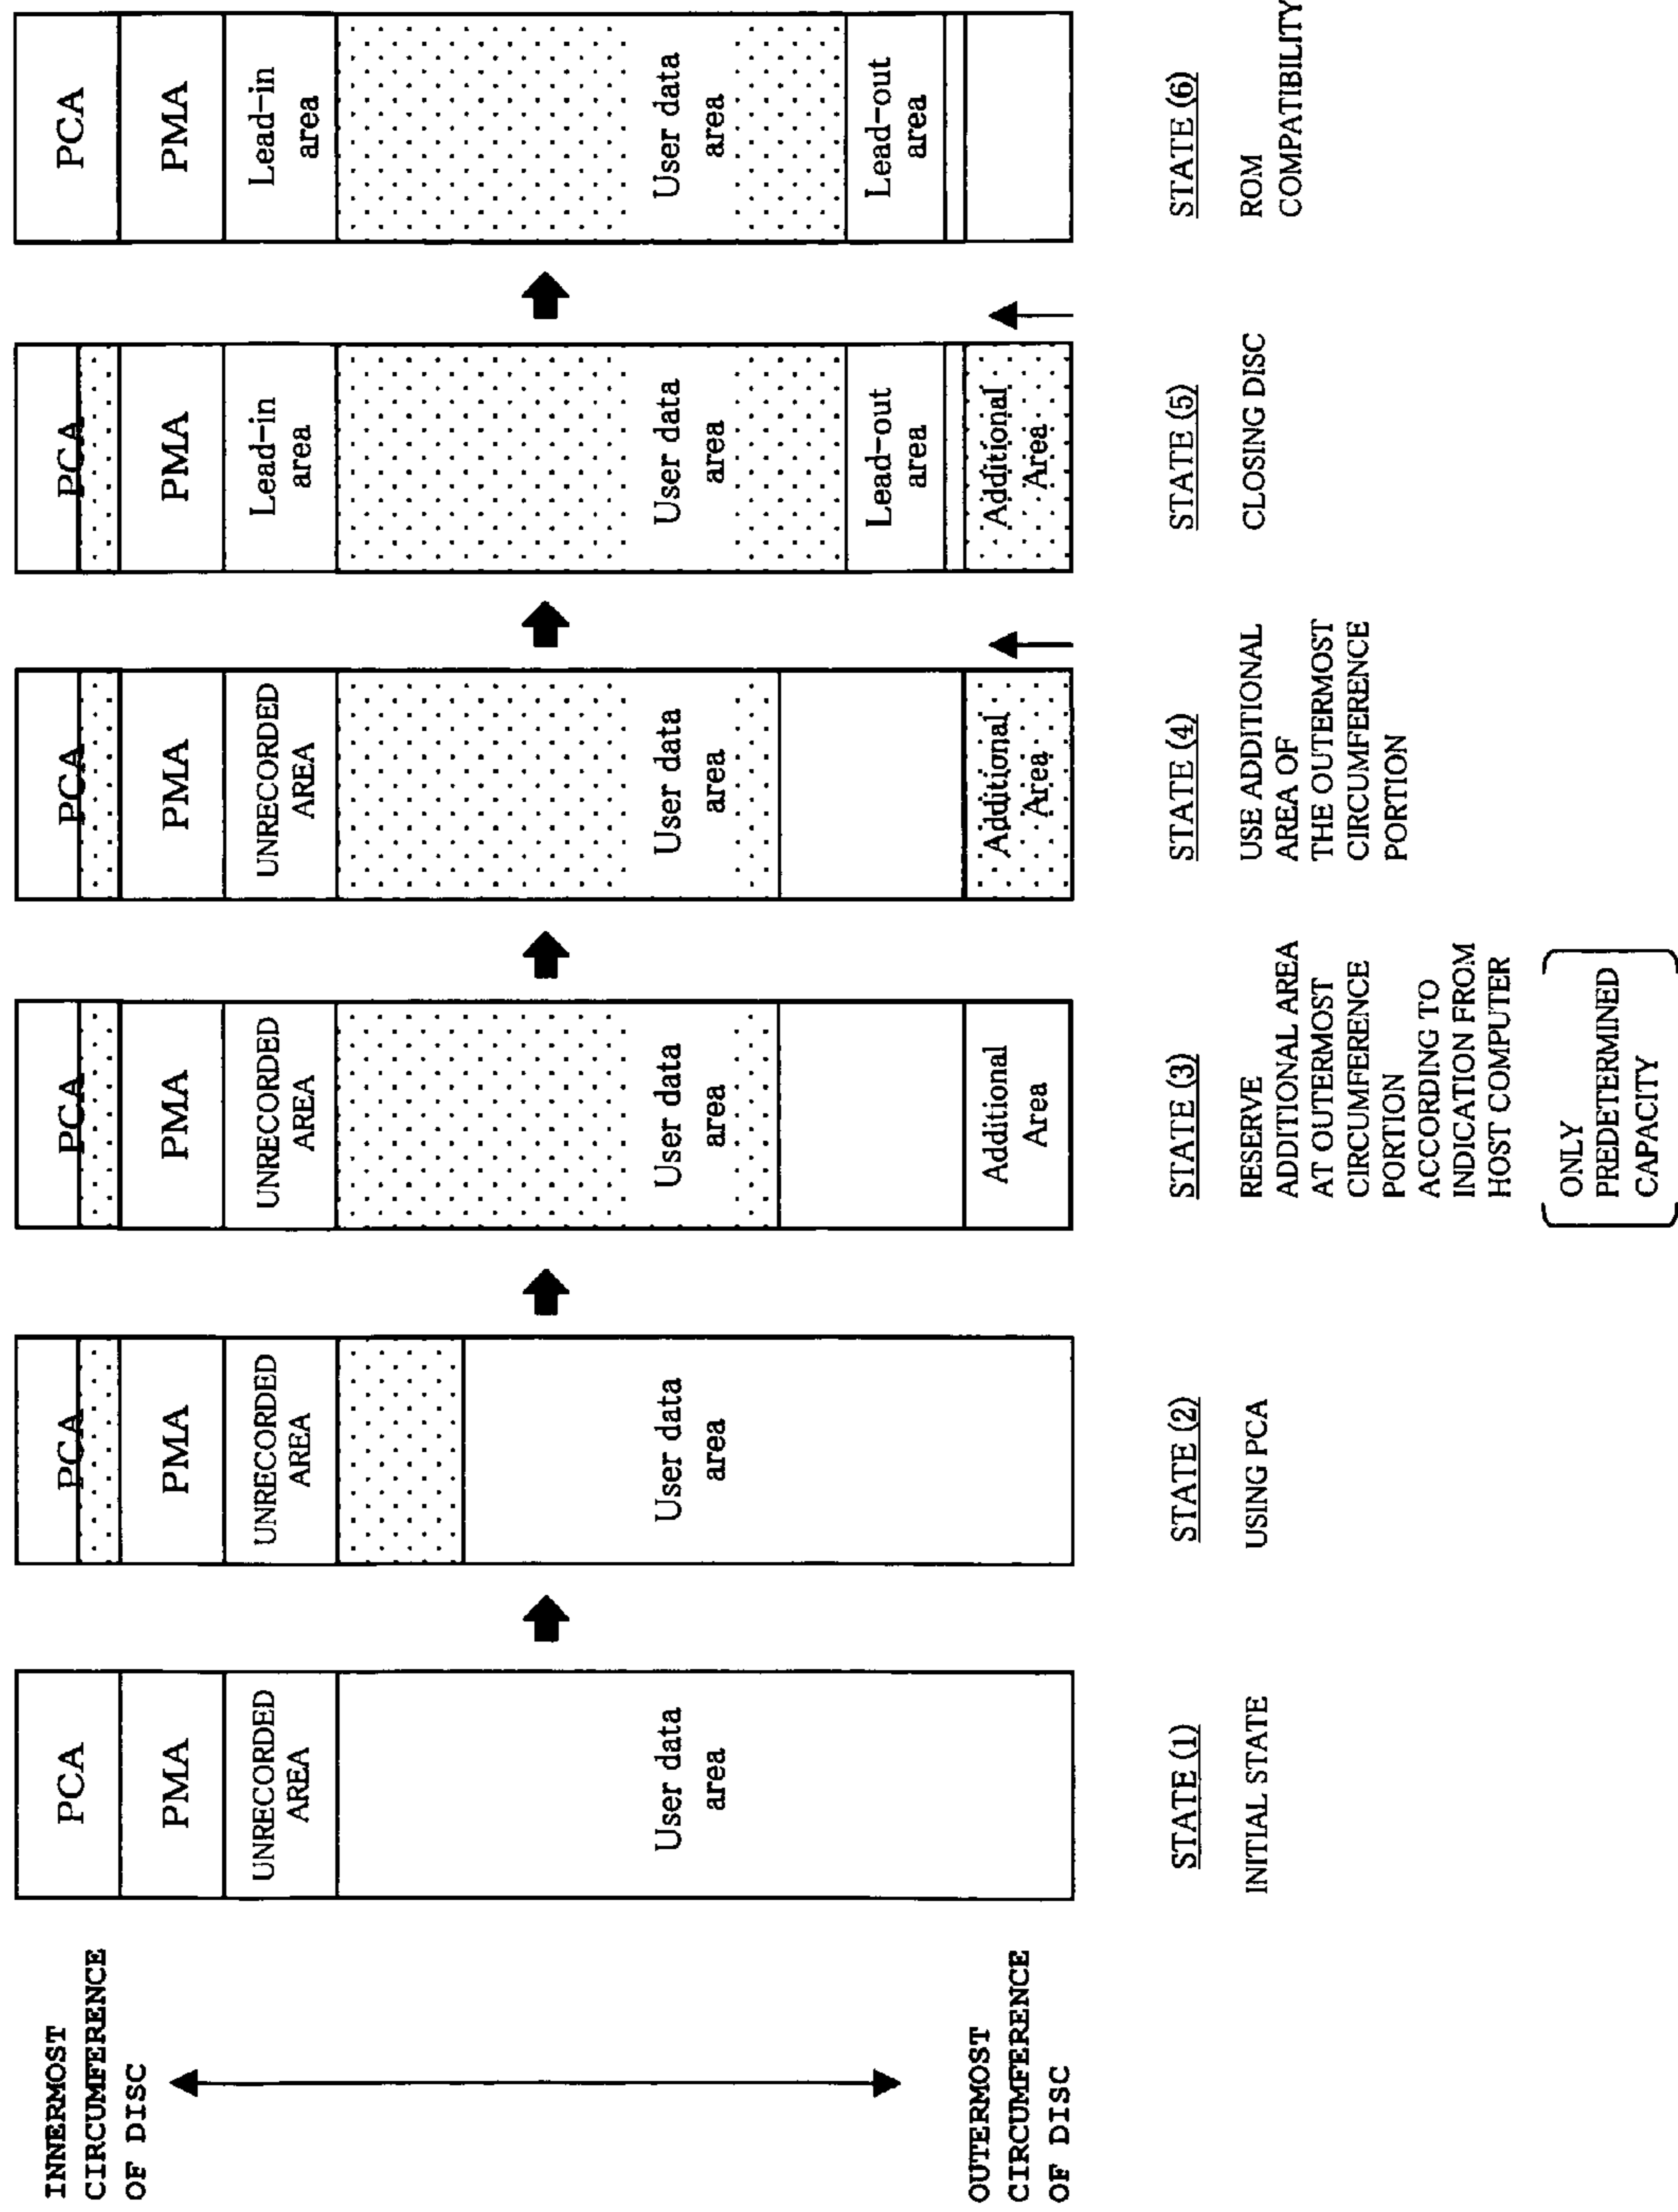 INNERMOST
CIRCUMFERENCE
OF DISC
OUTERMOST
CIRCUMFERENCE
OF DISC
PCA
PMA
UNRECORDED
AREA
User data
area
STATE (1)
INITIAL STATE
PCA
PMA
UNRECORDED
AREA
User data
area
STATE (2)
USING PCA
PCA
PMA
UNRECORDED
AREA
User data
area
Additional
Area
STATE (3)
RESERVE
ADDITIONAL AREA
AT OUTERMOST
CIRCUMFERENCE
PORTION
ACCORDING TO
INDICATION FROM
HOST COMPUTER
ONLY
PREDETERMINED
CAPACITY
PCA
PMA
UNRECORDED
AREA
User data
area
Additional
Area
STATE (4)
USE ADDITIONAL
AREA OF
THE OUTERMOST
CIRCUMFERENCE
PORTION
PCA
PMA
Lead-in
area
User data
area
Lead-out
area
Additional
Area
STATE (5)
CLOSING DISC
PCA
PMA
Lead-in
area
User data
area
Lead-out
area
STATE (6)
ROM
COMPATIBILITY